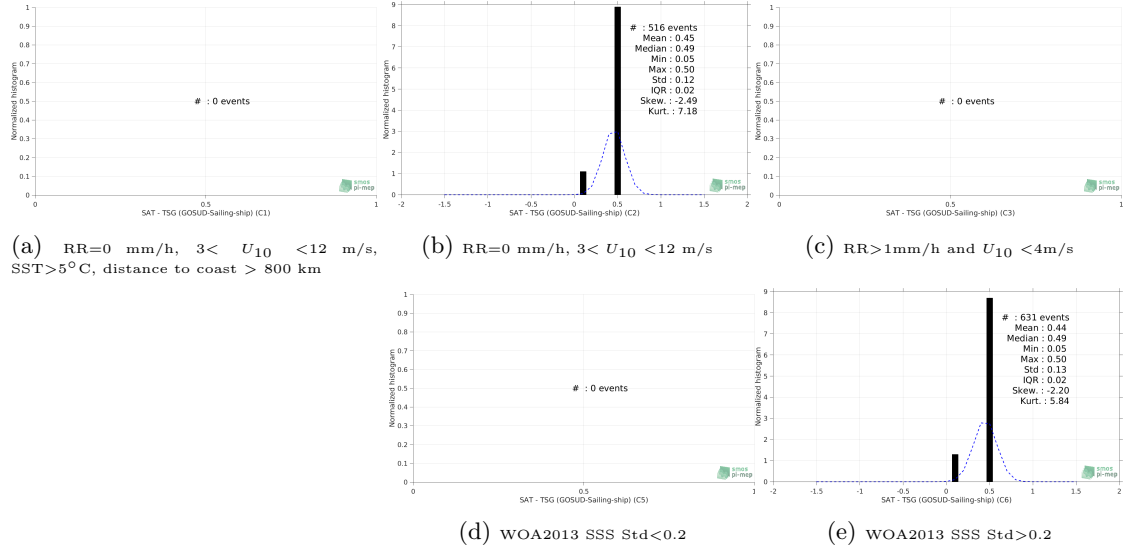 1
0.9
0.8
0.7
0.6
0.5
0.4
0.3
0.2
0.1
0
Normalized histogram
# : 0 events
smos
pi-mep
0 0.5 1
SAT - TSG (GOSUD-Sailing-ship) (C1)
9
8
7
6
5
4
3
2
1
0
Normalized histogram
# : 516 events
Mean : 0.45
Median : 0.49
Min : 0.05
Max : 0.50
Std : 0.12
IQR : 0.02
Skew. : -2.49
Kurt. : 7.18
smos
pi-mep
-2 -1.5 -1 -0.5 0 0.5 1 1.5 2
SAT - TSG (GOSUD-Sailing-ship) (C2)
1
0.9
0.8
0.7
0.6
0.5
0.4
0.3
0.2
0.1
0
Normalized histogram
# : 0 events
smos
pi-mep
0 0.5 1
SAT - TSG (GOSUD-Sailing-ship) (C3)
(a) RR=0 mm/h, 3< U10 <12 m/s,
SST>5°C, distance to coast > 800 km
(b) RR=0 mm/h, 3< U10 <12 m/s
(c) RR>1mm/h and U10 <4m/s
1
0.9
0.8
0.7
0.6
0.5
0.4
0.3
0.2
0.1
0
Normalized histogram
# : 0 events
smos
pi-mep
0 0.5 1
SAT - TSG (GOSUD-Sailing-ship) (C5)
9
8
7
6
5
4
3
2
1
0
Normalized histogram
# : 631 events
Mean : 0.44
Median : 0.49
Min : 0.05
Max : 0.50
Std : 0.13
IQR : 0.02
Skew. : -2.20
Kurt. : 5.84
smos
pi-mep
-2 -1.5 -1 -0.5 0 0.5 1 1.5 2
SAT - TSG (GOSUD-Sailing-ship) (C6)
(d) WOA2013 SSS Std<0.2
(e) WOA2013 SSS Std>0.2